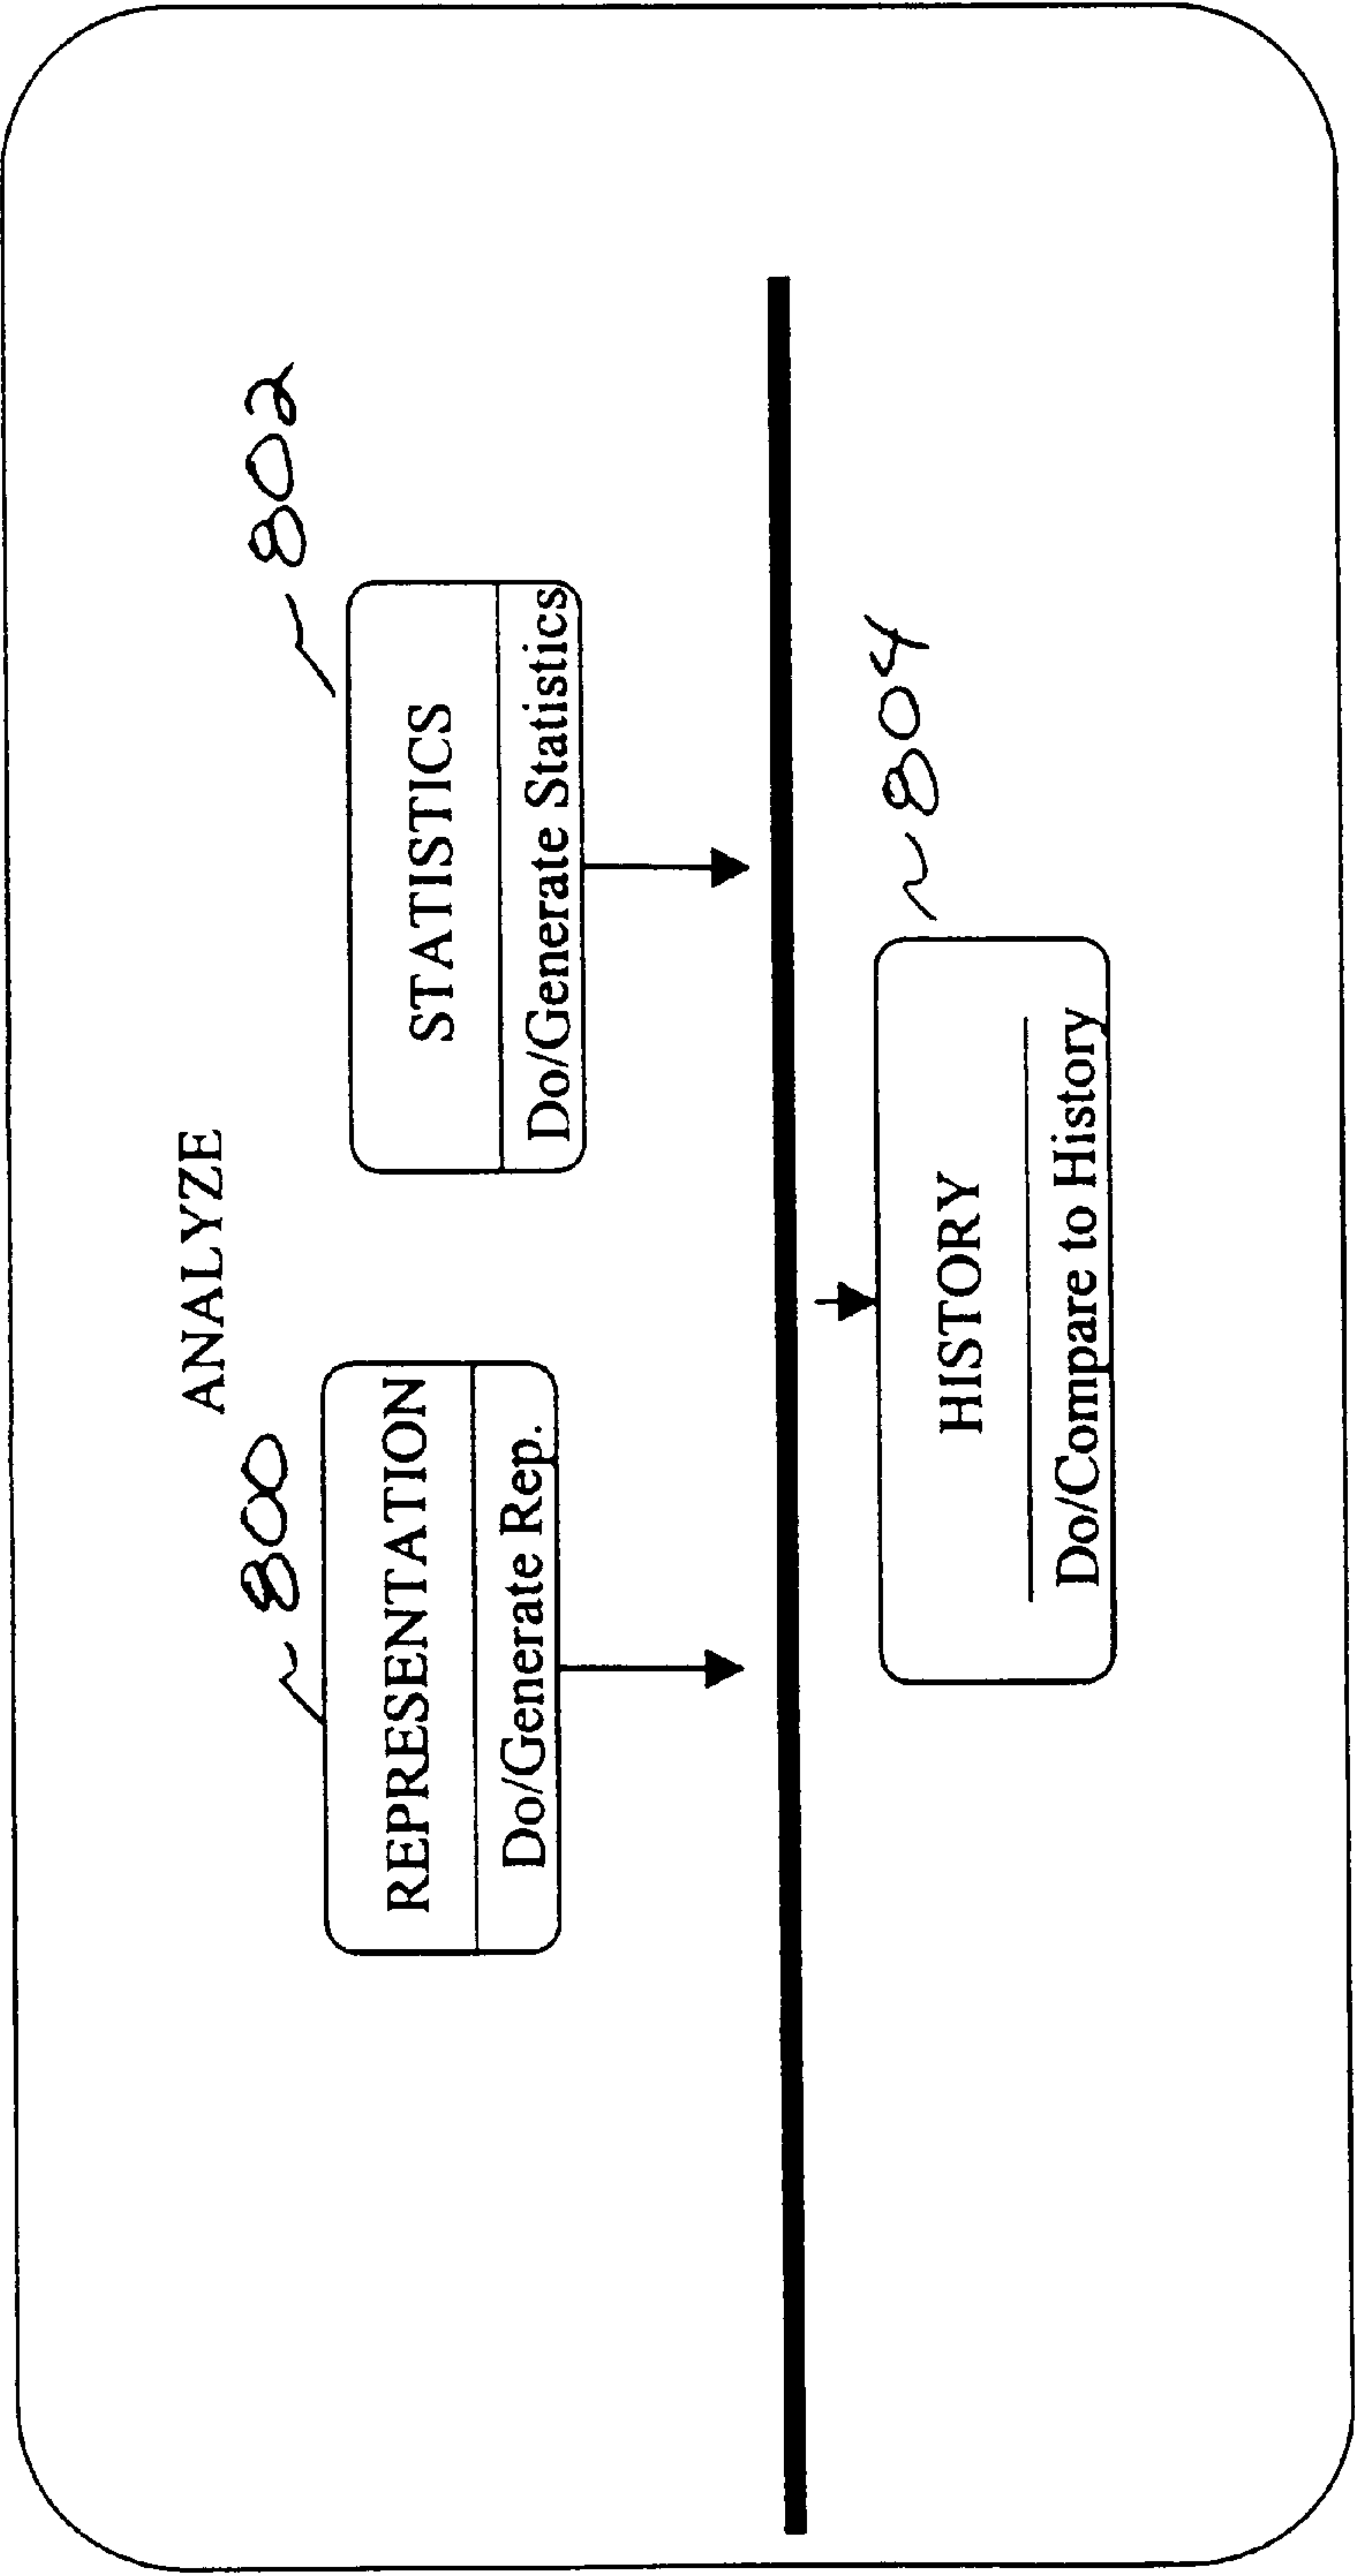 ANALYZE
800
REPRESENTATION
Do/Generate Rep.
802
STATISTICS
Do/Generate Statistics
804
HISTORY
Do/Compare to History